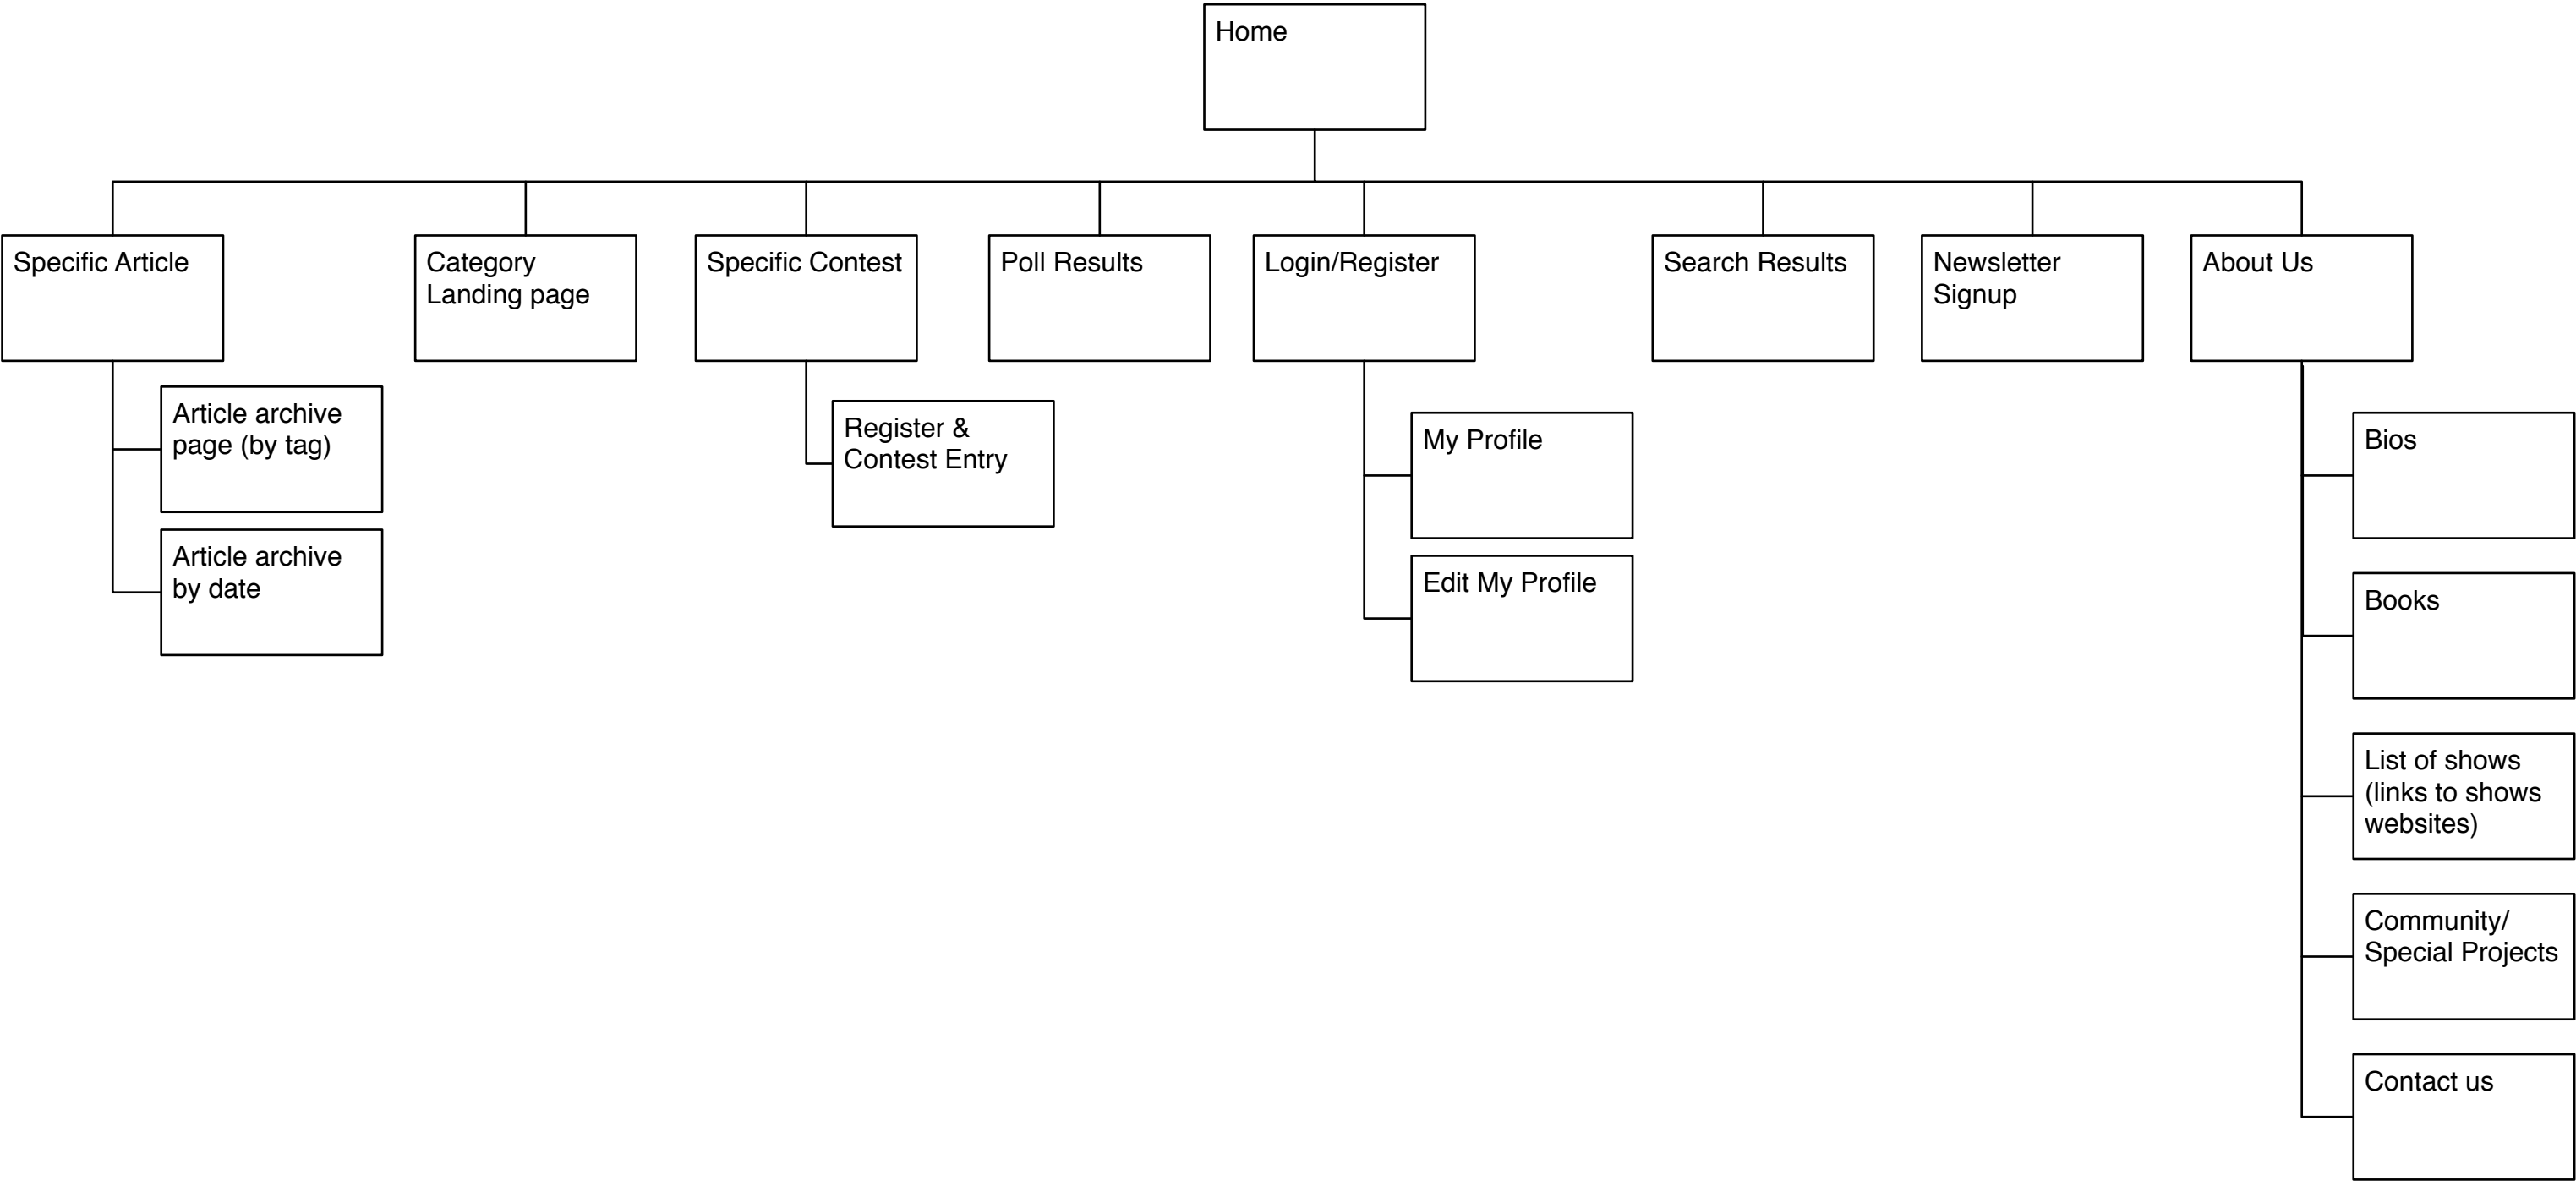 Home
Specific Article
Category
Landing page
Specific Contest
Poll Results
Login/Register
Search Results
Newsletter
Signup
About Us
Article archive
page (by tag)
Article archive
by date
Register &
Contest Entry
My Profile
Edit My Profile
Bios
Books
List of shows
(links to shows
websites)
Community/
Special Projects
Contact us